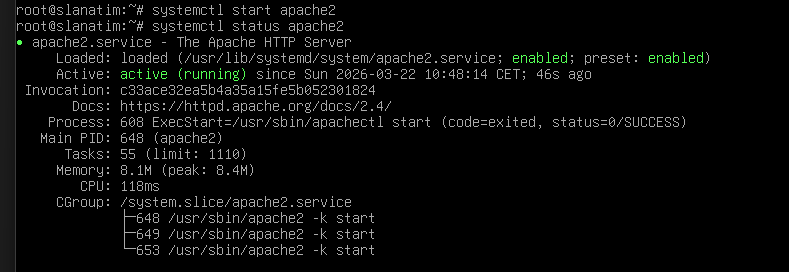 root@slanatim:~# systemctl start apache2
root@slanatim:~# systemctl status apache2
● apache2.service - The Apache HTTP Server
Loaded: loaded (/usr/lib/systemd/system/apache2.service; enabled; preset: enabled)
Active: active (running) since Sun 2026-03-22 10:48:14 CET; 46s ago
Invocation: c33ace32ea5b4a35a15fe5b052301824
Docs: https://httpd.apache.org/docs/2.4/
Process: 608 ExecStart=/usr/sbin/apachectl start (code=exited, status=0/SUCCESS)
Main PID: 648 (apache2)
Tasks: 55 (limit: 1110)
Memory: 8.1M (peak: 8.4M)
CPU: 118ms
CGroup: /system.slice/apache2.service
├─648 /usr/sbin/apache2 -k start
├─649 /usr/sbin/apache2 -k start
└─653 /usr/sbin/apache2 -k start